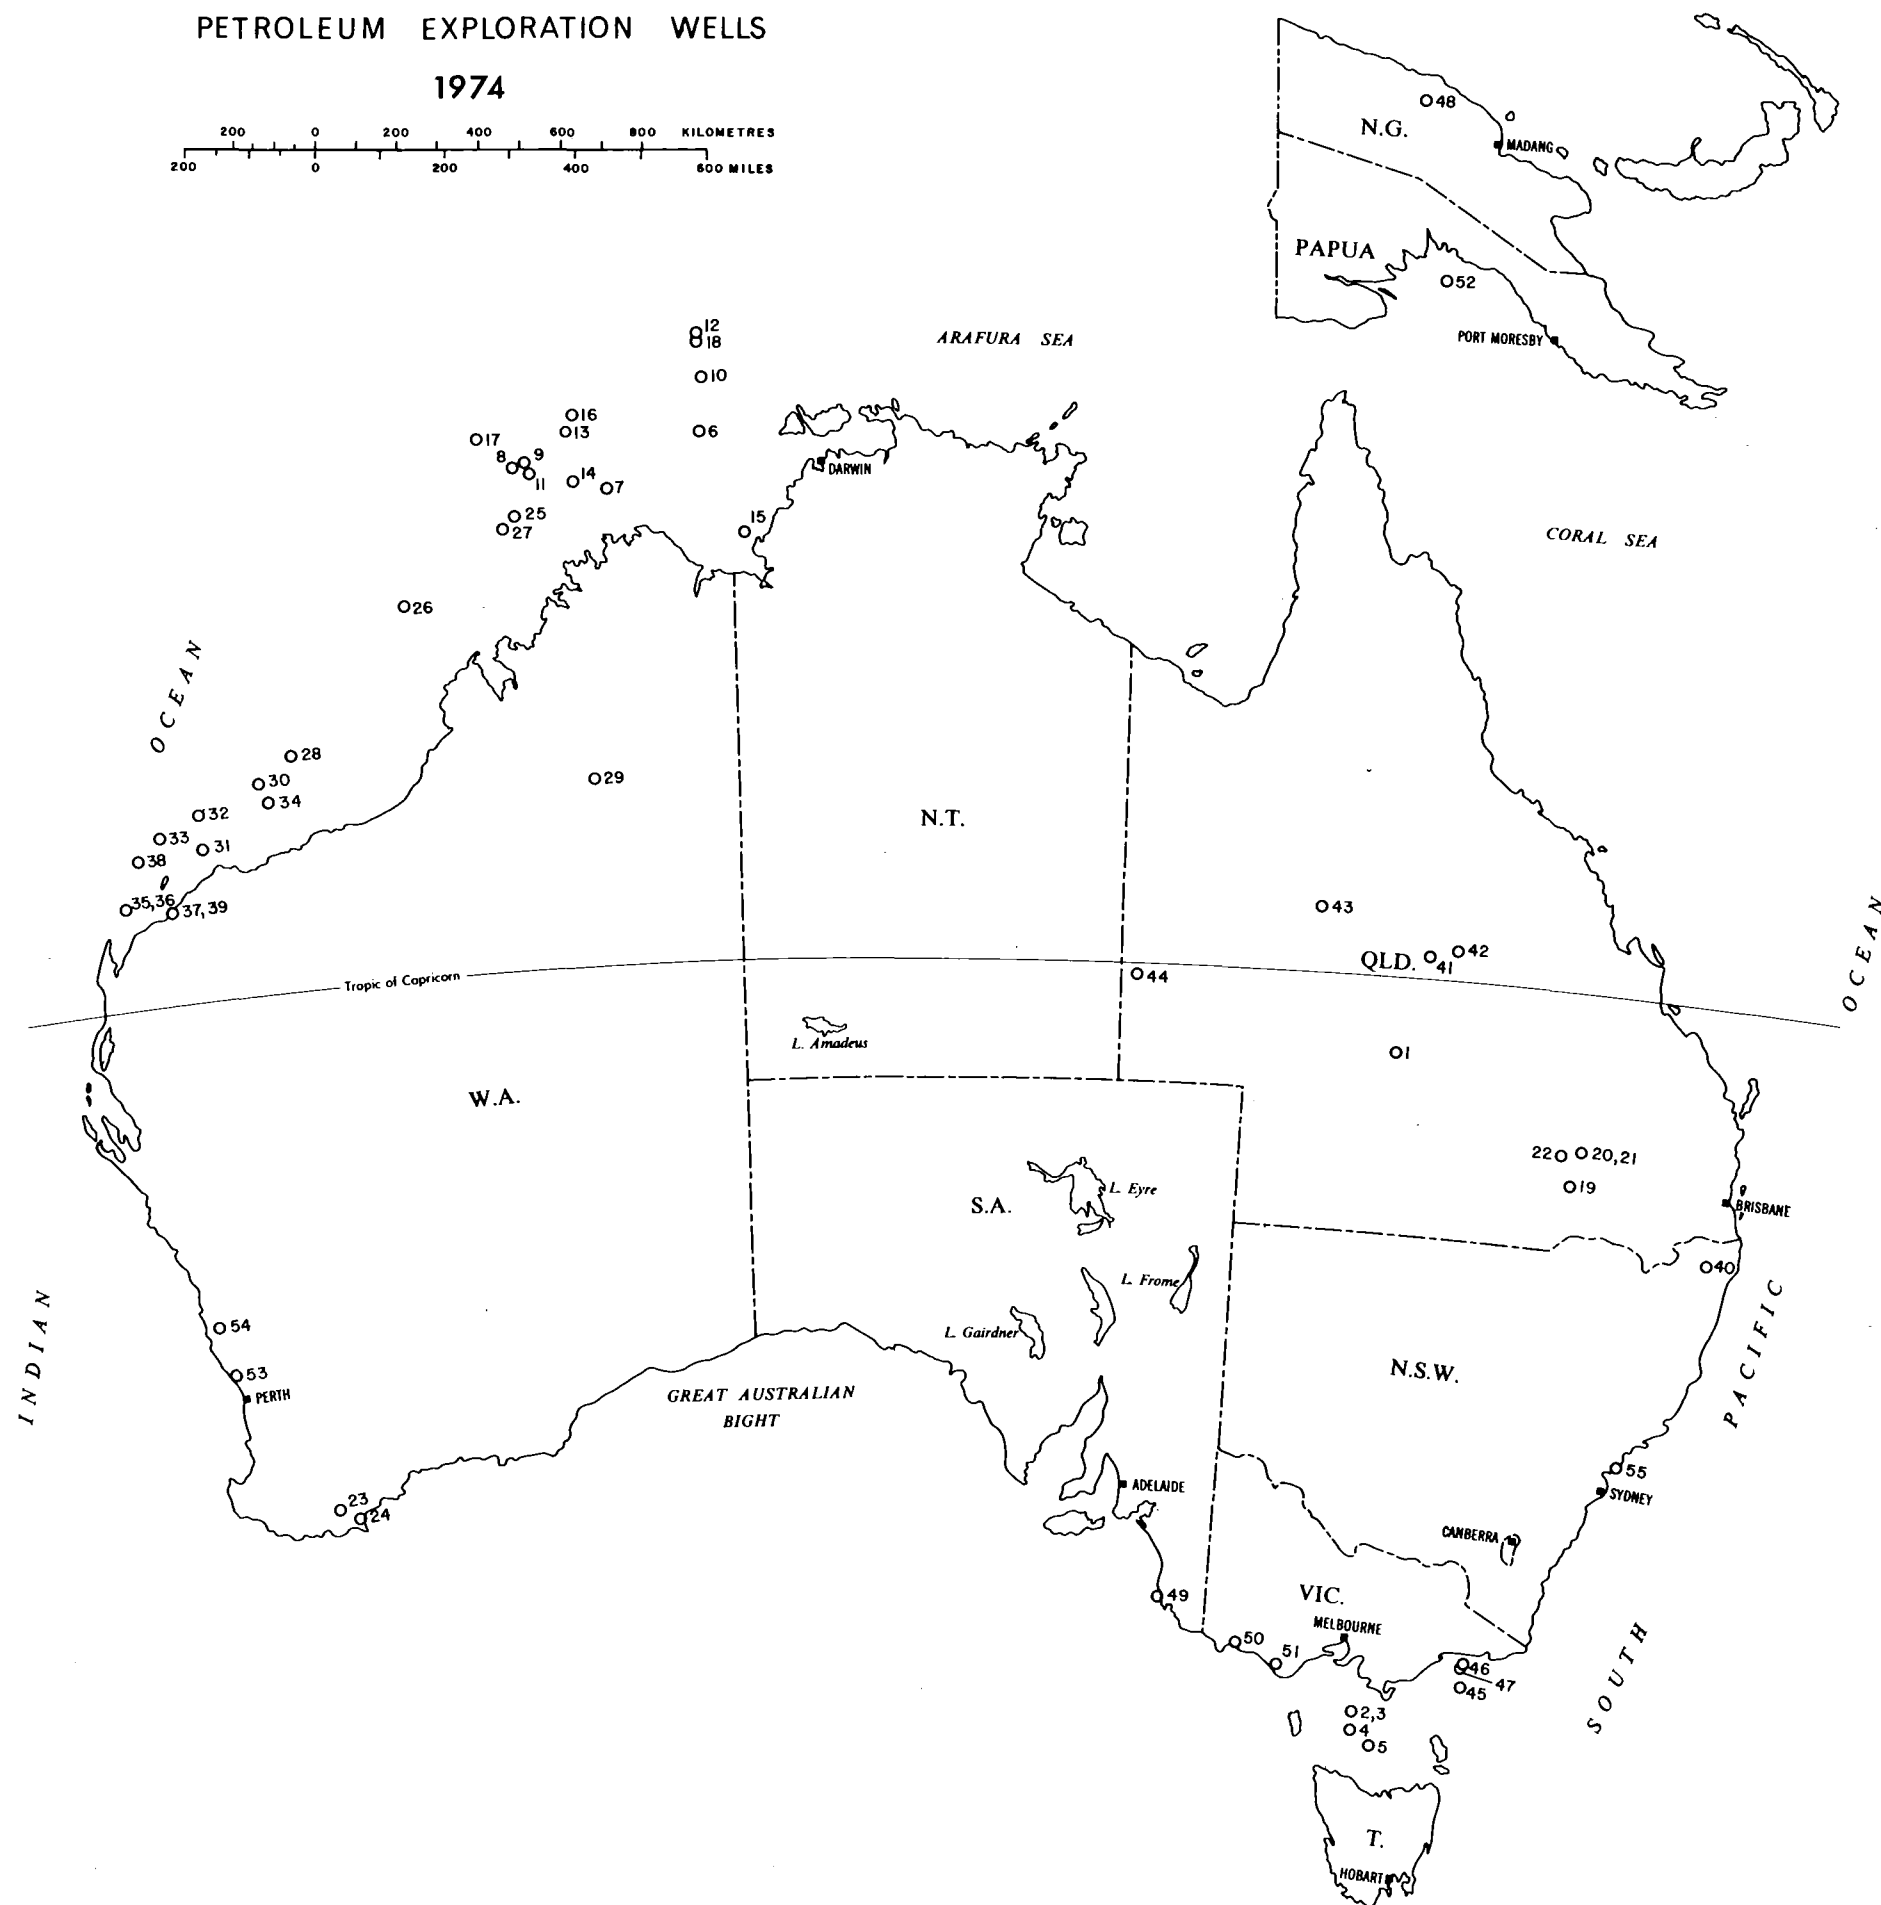 PETROLEUM EXPLORATION WELLS
1974
200 0 200 400 600 800 KILOMETRES
200 0 200 400 600 MILES
48
N.G.
MADANG
PAPUA
52
PORT MORESBY
12
18
ARAFURA SEA
10
16
13
6
17
8
9
11
14
7
DARWIN
25
27
15
CORAL SEA
26
OCEAN
28
30
34
29
32
33
31
38
N.T.
35,36
37,39
43
QLD.
41
42
OCEAN
Tropic of Capricorn
44
L. Amadeus
1
W.A.
22
20,21
19
S.A.
L. Eyre
BRISBANE
40
L. Frome
L. Gairdner
INDIAN
54
53
PERTH
GREAT AUSTRALIAN
BIGHT
N.S.W.
PACIFIC
ADELAIDE
55
SYDNEY
23
24
CANBERRA
49
VIC.
MELBOURNE
50
51
46
47
45
SOUTH
2,3
4
5
T.
HOBART